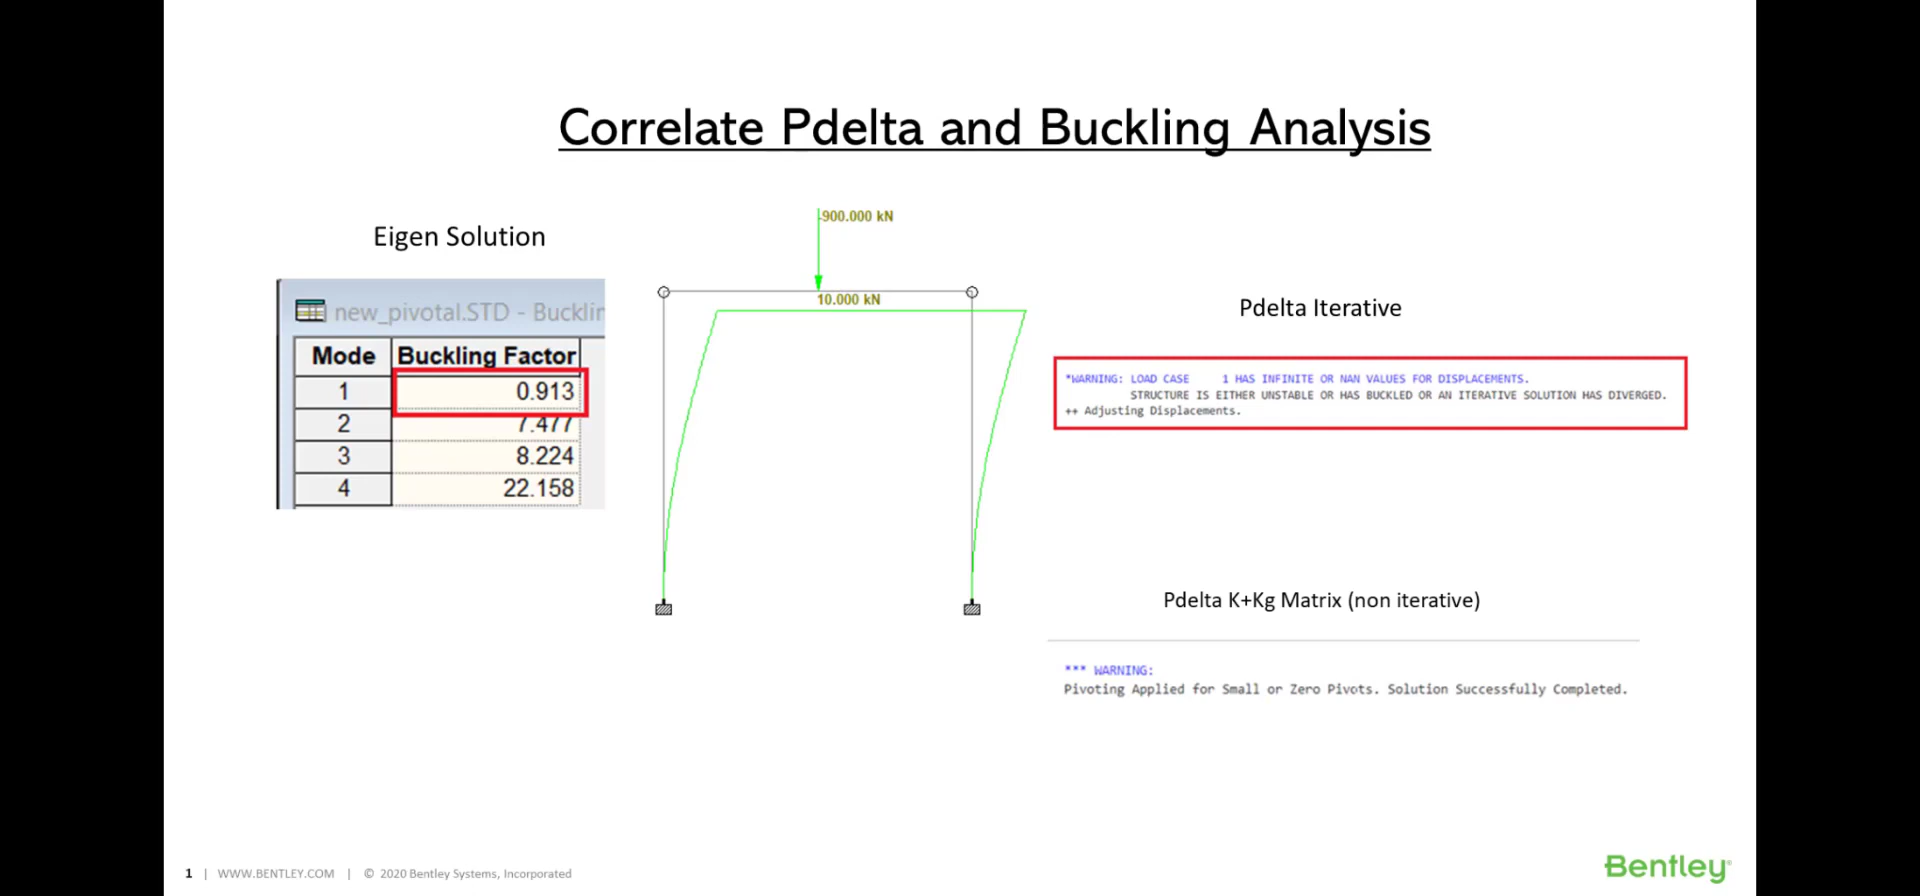 Correlate Pdelta and Buckling Analysis
Eigen Solution
new_pivotal.STD - Bucklin
Mode Buckling Factor
1 0.913
2 7.477
3 8.224
4 22.158
-900.000 kN
10.000 kN
Pdelta Iterative
*WARNING: LOAD CASE 1 HAS INFINITE OR NAN VALUES FOR DISPLACEMENTS.
STRUCTURE IS EITHER UNSTABLE OR HAS BUCKLED OR AN ITERATIVE SOLUTION HAS DIVERGED.
++ Adjusting Displacements.
Pdelta K+Kg Matrix (non iterative)
*** WARNING:
Pivoting Applied for Small or Zero Pivots. Solution Successfully Completed.
1 | WWW.BENTLEY.COM | © 2020 Bentley Systems, Incorporated
Bentley®